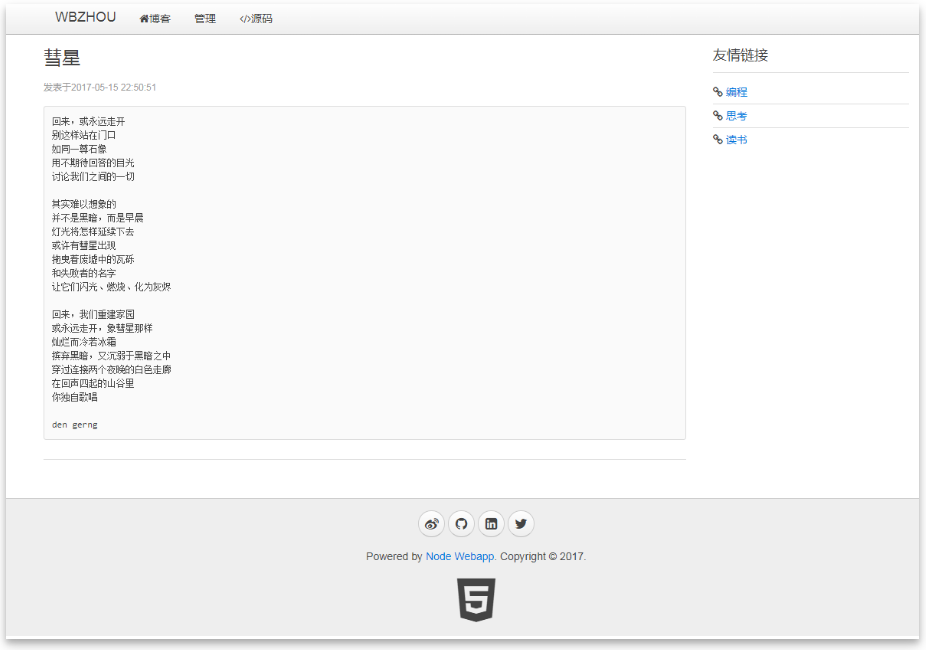 WBZHOU 博客 管理 源码
彗星
发表于2017-05-15 22:50:51
回来，或永远走开
别这样站在门口
如同一尊石像
用不期待回答的目光
讨论我们之间的一切
其实难以想象的
并不是黑暗，而是早晨
灯光将怎样延续下去
或许有彗星出现
拖曳着废墟中的瓦砾
和失败者的名字
让它们闪光、燃烧、化为灰烬
回来，我们重建家园
或永远走开，象彗星那样
灿烂而冷若冰霜
摈弃黑暗，又沉溺于黑暗之中
穿过连接两个夜晚的白色走廊
在回声四起的山谷里
你独自歌唱
den gerng
友情链接
编程
思考
读书
Powered by Node Webapp. Copyright © 2017.